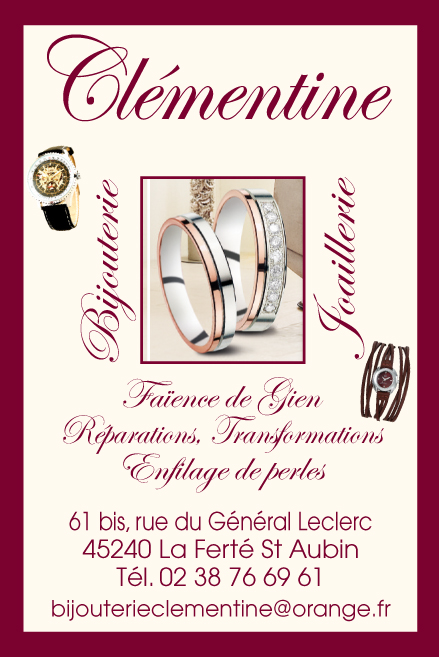 Clémentine
Bijouterie
Joaillerie
Faïence de Gien
Réparations, Transformations
Enfilage de perles
61 bis, rue du Général Leclerc
45240 La Ferté St Aubin
Tél. 02 38 76 69 61
bijouterieclementine@orange.fr